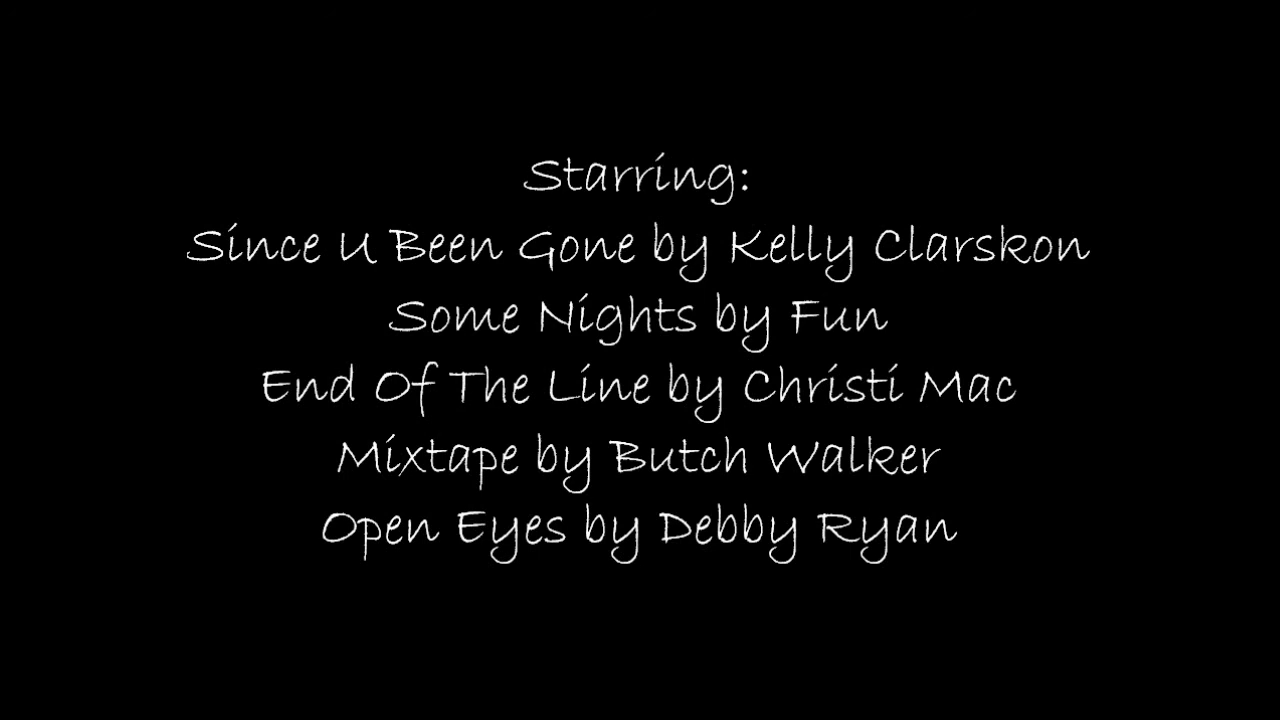 Starring:
Since U Been Gone by Kelly Clarskon
Some Nights by Fun
End Of The Line by Christi Mac
Mixtape by Butch Walker
Open Eyes by Debby Ryan